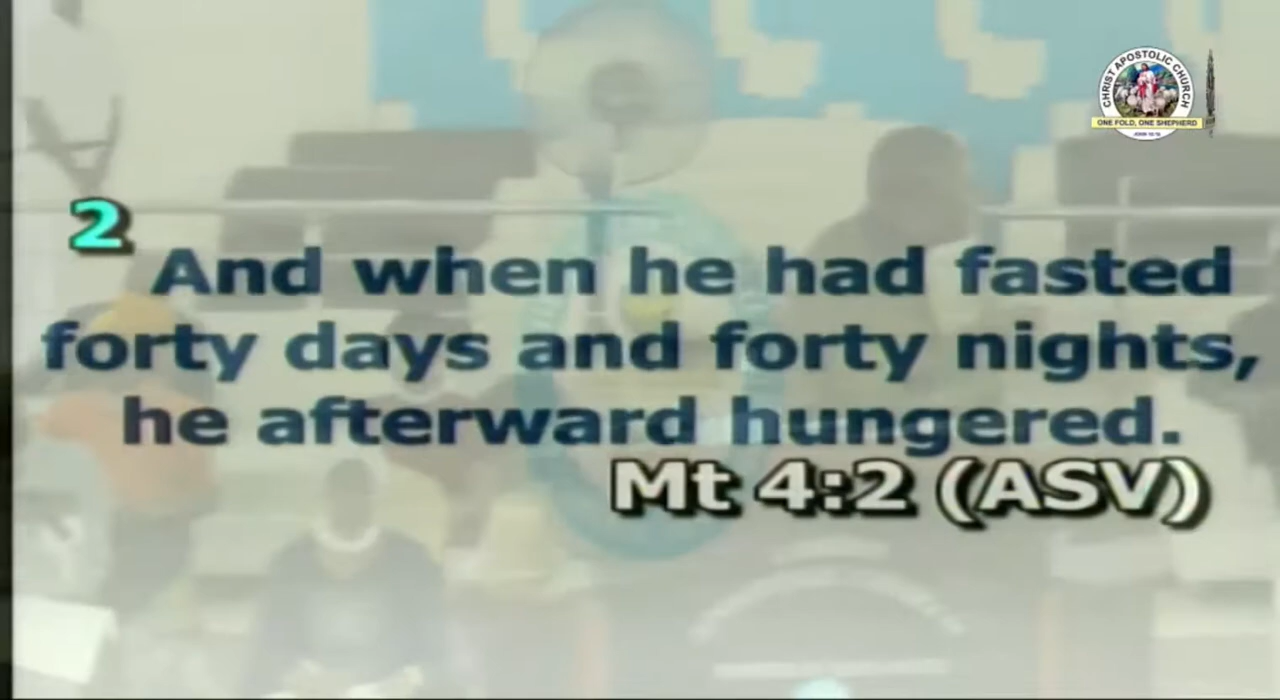 CHRIST APOSTOLIC CHURCH
ONE FOLD, ONE SHEPHERD
2
And when he had fasted
forty days and forty nights,
he afterward hungered.
Mt 4:2 (ASV)